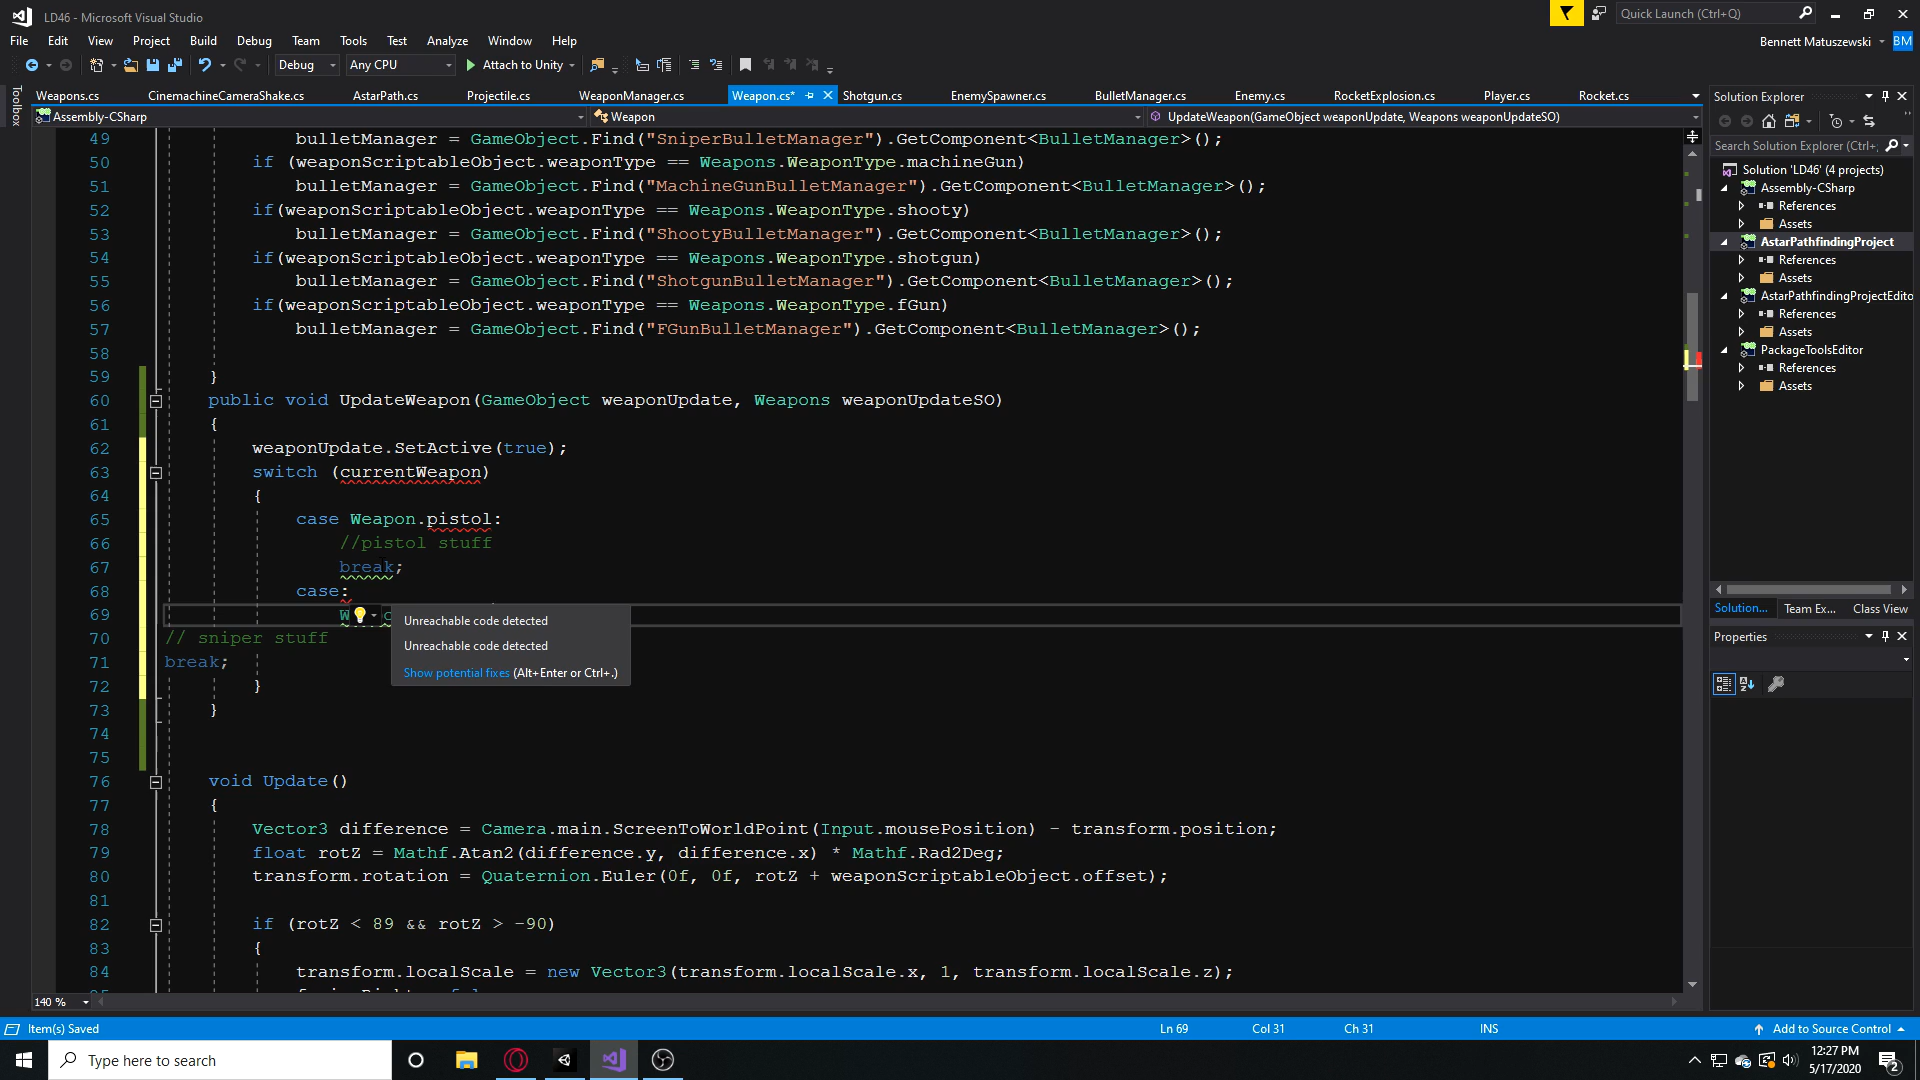 LD46 - Microsoft Visual Studio
Quick Launch (Ctrl+Q)
File Edit View Project Build Debug Team Tools Test Analyze Window Help
Bennett Matuszewski BM
Debug Any CPU Attach to Unity
Toolbox
Weapons.cs CinemachineCameraShake.cs AstarPath.cs Projectile.cs WeaponManager.cs Weapon.cs* Shotgun.cs EnemySpawner.cs BulletManager.cs Enemy.cs RocketExplosion.cs Player.cs Rocket.cs
Assembly-CSharp Weapon UpdateWeapon(GameObject weaponUpdate, Weapons weaponUpdateSO)
49 bulletManager = GameObject.Find("SniperBulletManager").GetComponent<BulletManager>();
50 if (weaponScriptableObject.weaponType == Weapons.WeaponType.machineGun)
51 bulletManager = GameObject.Find("MachineGunBulletManager").GetComponent<BulletManager>();
52 if(weaponScriptableObject.weaponType == Weapons.WeaponType.shooty)
53 bulletManager = GameObject.Find("ShootyBulletManager").GetComponent<BulletManager>();
54 if(weaponScriptableObject.weaponType == Weapons.WeaponType.shotgun)
55 bulletManager = GameObject.Find("ShotgunBulletManager").GetComponent<BulletManager>();
56 if(weaponScriptableObject.weaponType == Weapons.WeaponType.fGun)
57 bulletManager = GameObject.Find("FGunBulletManager").GetComponent<BulletManager>();
58
59 }
60 public void UpdateWeapon(GameObject weaponUpdate, Weapons weaponUpdateSO)
61 {
62 weaponUpdate.SetActive(true);
63 switch (currentWeapon)
64 {
65 case Weapon.pistol:
66 //pistol stuff
67 break;
68 case:
69 W
70 // sniper stuff
71 break;
72 }
73 }
74
75
76 void Update()
77 {
78 Vector3 difference = Camera.main.ScreenToWorldPoint(Input.mousePosition) - transform.position;
79 float rotZ = Mathf.Atan2(difference.y, difference.x) * Mathf.Rad2Deg;
80 transform.rotation = Quaternion.Euler(0f, 0f, rotZ + weaponScriptableObject.offset);
81
82 if (rotZ < 89 && rotZ > -90)
83 {
84 transform.localScale = new Vector3(transform.localScale.x, 1, transform.localScale.z);
Unreachable code detected
Unreachable code detected
Show potential fixes (Alt+Enter or Ctrl+.)
140 %
Solution Explorer
Search Solution Explorer (Ctrl+;
Solution 'LD46' (4 projects)
Assembly-CSharp
References
Assets
AstarPathfindingProject
References
Assets
AstarPathfindingProjectEdito
References
Assets
PackageToolsEditor
References
Assets
Solution... Team Ex... Class View
Properties
Item(s) Saved Ln 69 Col 31 Ch 31 INS Add to Source Control
Type here to search
12:27 PM
5/17/2020
2